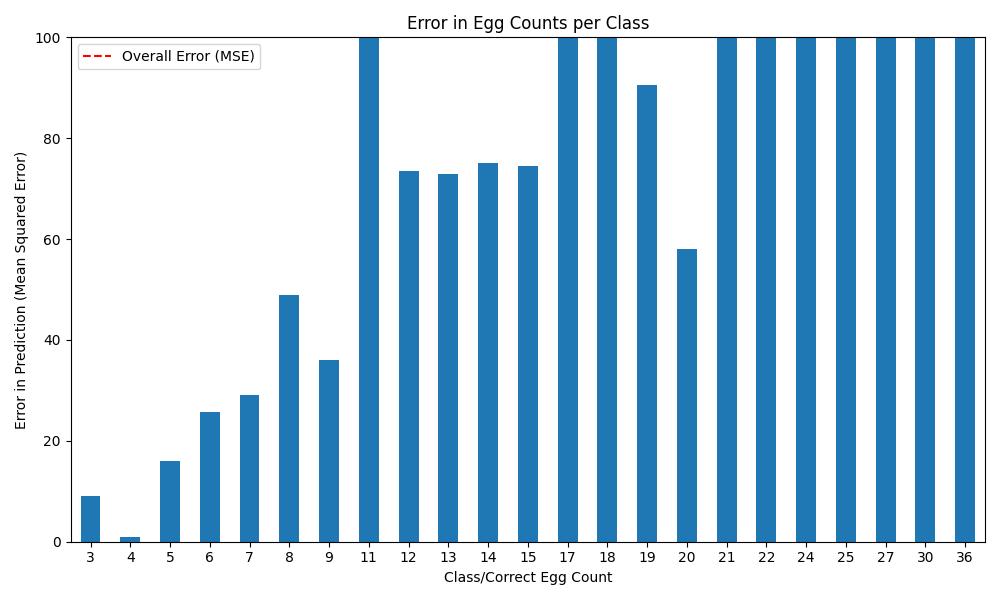 Error in Egg Counts per Class
Overall Error (MSE)
Error in Prediction (Mean Squared Error)
100
80
60
40
20
0
3 4 5 6 7 8 9 11 12 13 14 15 17 18 19 20 21 22 24 25 27 30 36
Class/Correct Egg Count